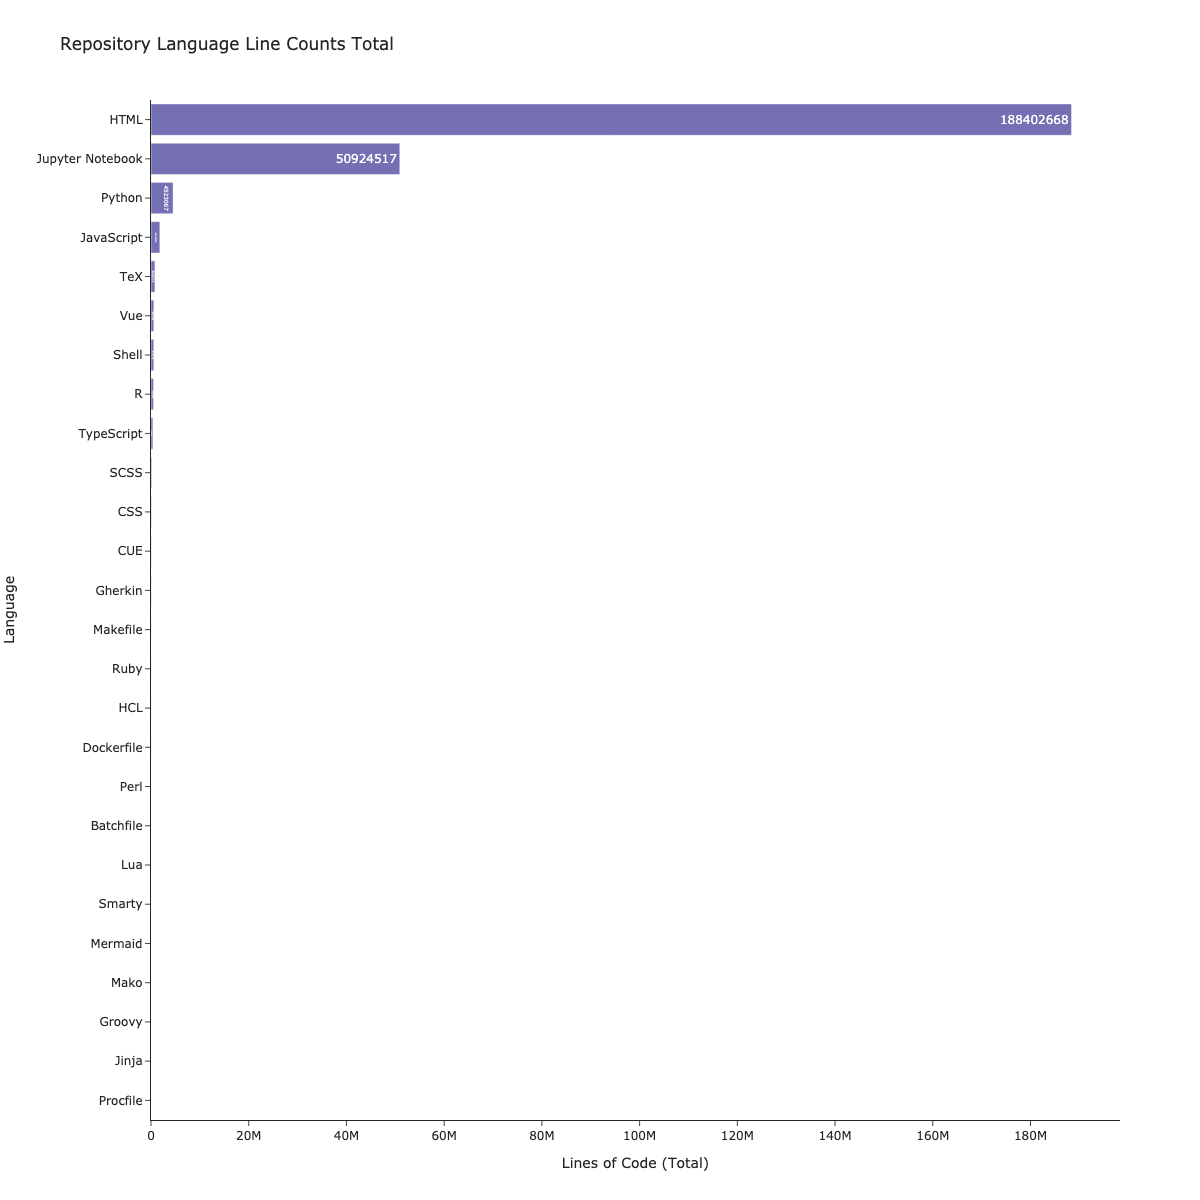 Repository Language Line Counts Total
HTML
188402668
Jupyter Notebook
50924517
Python
4523067
JavaScript
TeX
Vue
Shell
R
TypeScript
SCSS
CSS
CUE
Gherkin
Makefile
Ruby
HCL
Dockerfile
Perl
Batchfile
Lua
Smarty
Mermaid
Mako
Groovy
Jinja
Procfile
Language
0 20M 40M 60M 80M 100M 120M 140M 160M 180M
Lines of Code (Total)